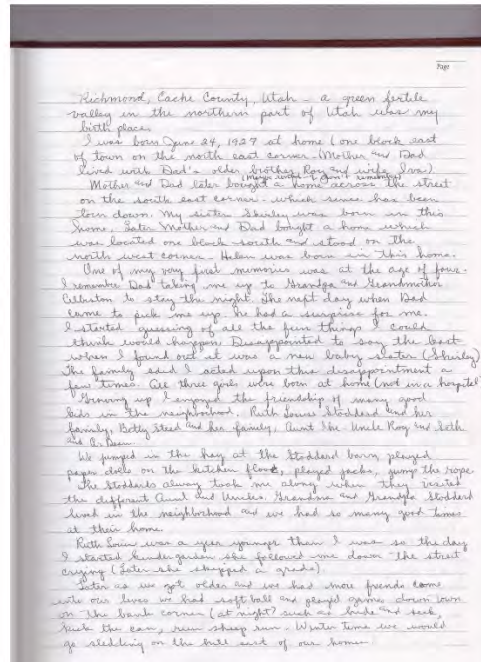 Page
Richmond, Cache County, Utah - a green fertile
valley in the northern part of Utah was my
birth place.
I was born June 24, 1927 at home (one block east
of town on the north east corner - Mother and Dad
lived with Dad's older brother Roy and wife Iva)
Mother and Dad later bought a home across the street
on the south east corner - which since has been
torn down. My sister Shirley was born in this
home. Later Mother and Dad bought a home which
was located one block south and stood on the
north west corner. Helen was born in this home.
One of my very first memories was at the age of four.
I remember Dad taking me up to Grandpa and Grandmother
to stay the night. The next day when Dad
came to pick me up he had a surprise for me.
I started guessing of all the fun things I could
think would happen. Disappointed to say the least
when I found out it was a new baby sister (Shirley)
The family said I acted upon this disappointment a
few times. All three girls were born at home (not in a hospital)
Growing up I enjoyed the friendship of many good
kids in the neighborhood. Ruth Louise Stoddard and her
family, Betty Steed and her family, Aunt Iva Uncle Roy and Seth
and
We jumped in the hay at the Stoddard barn, played
paper dolls on the kitchen floor, played jacks, jump the rope
The Stoddards always took me along when they visited
the different Aunt and Uncles. Grandma and Grandpa Stoddard
lived in the neighborhood and we had so many good times
at their home.
Ruth Louise was a year younger than I was so the day
I started kindergarden she followed me down the street
crying (Later she skipped a grade)
Later as we got older and we had more friends come
into our lives we had soft ball and played games down town
on the bank corner (at night) such as hide and seek,
kick the can, run sheep run. Winter time we would
go sledding on the hill east of our home.